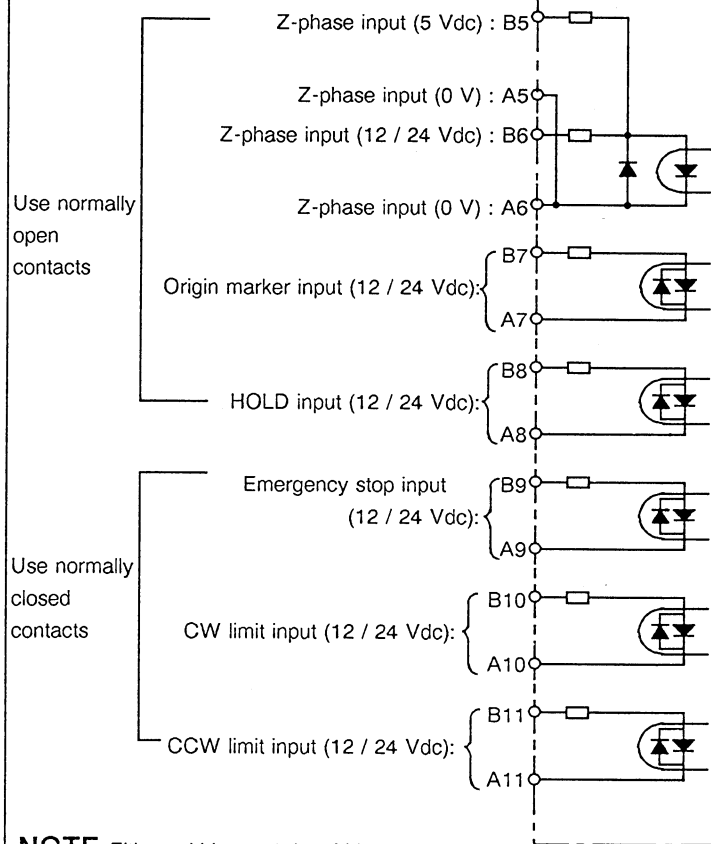 Z-phase input (5 Vdc) : B5
Z-phase input (0 V) : A5
Z-phase input (12 / 24 Vdc) : B6
Z-phase input (0 V) : A6
Use normally
open
contacts
B7
Origin marker input (12 / 24 Vdc):
A7
B8
HOLD input (12 / 24 Vdc):
A8
Emergency stop input
(12 / 24 Vdc):
B9
A9
Use normally
closed
contacts
B10
CW limit input (12 / 24 Vdc):
A10
B11
CCW limit input (12 / 24 Vdc):
A11
NOTE